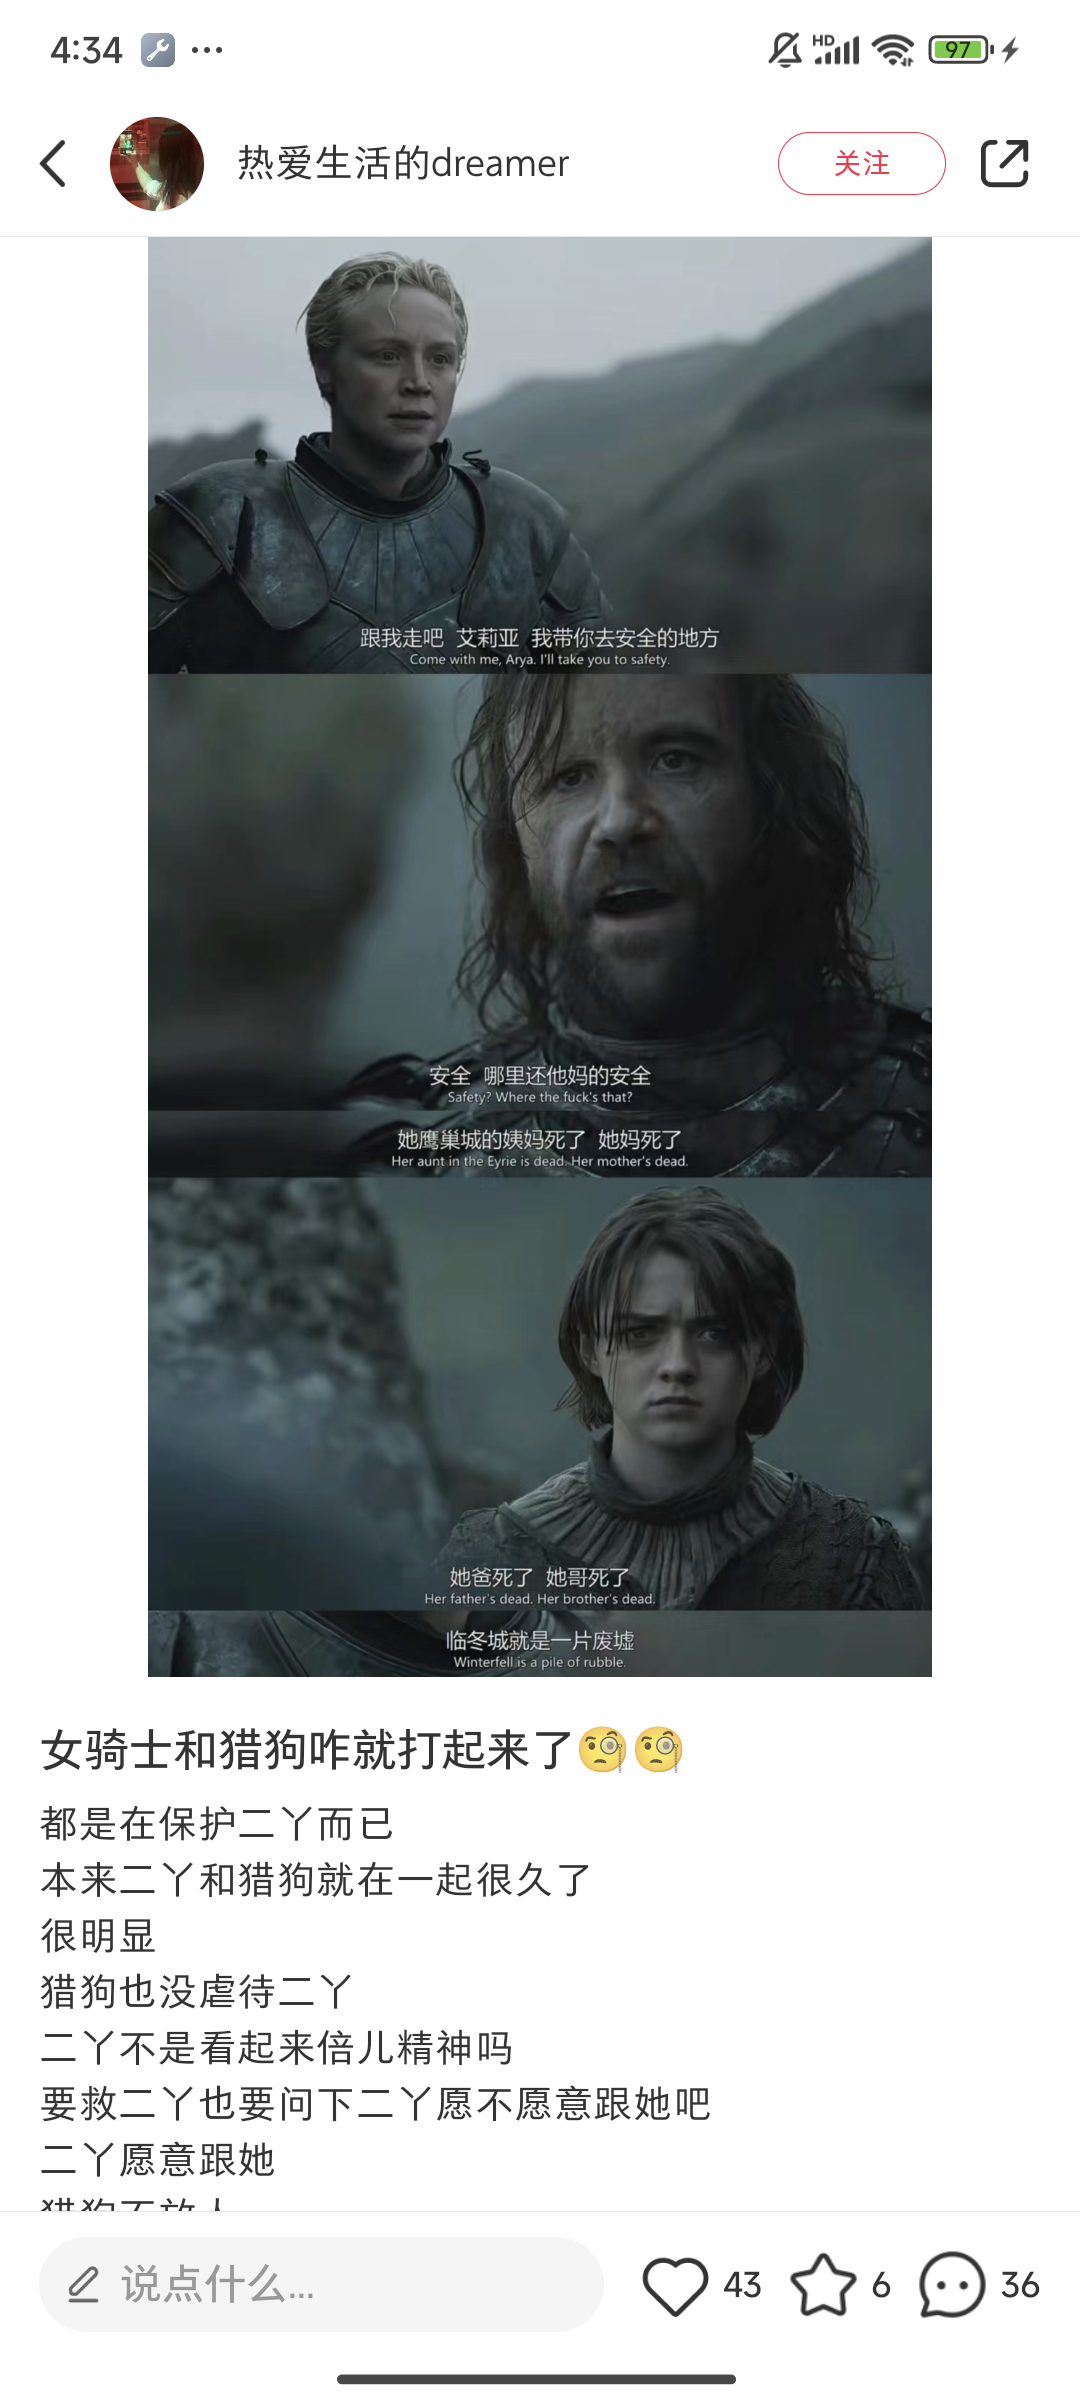 4:34
HD
97
热爱生活的dreamer
关注
跟我走吧 艾莉亚 我带你去安全的地方
Come with me, Arya. I'll take you to safety.
安全 哪里还他妈的安全
Safety? Where the fuck's that?
她鹰巢城的姨妈死了 她妈死了
Her aunt in the Eyrie is dead. Her mother's dead.
她爸死了 她哥死了
Her father's dead. Her brother's dead.
临冬城就是一片废墟
Winterfell is a pile of rubble.
女骑士和猎狗咋就打起来了🧐🧐
都是在保护二丫而已
本来二丫和猎狗就在一起很久了
很明显
猎狗也没虐待二丫
二丫不是看起来倍儿精神吗
要救二丫也要问下二丫愿不愿意跟她吧
二丫愿意跟她
猎狗不放人
说点什么...
43
6
36